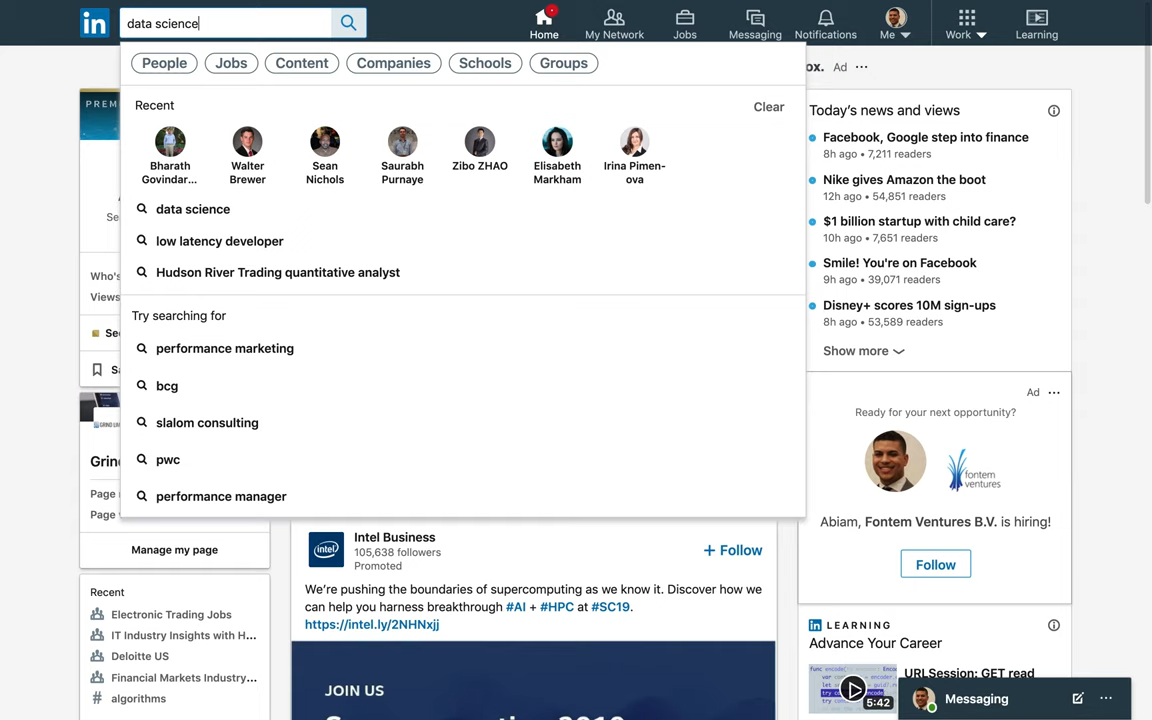 in
data science
Home
My Network
Jobs
Messaging
Notifications
Me
Work
Learning
People
Jobs
Content
Companies
Schools
Groups
Recent
Clear
Bharath
Govindar...
Walter
Brewer
Sean
Nichols
Saurabh
Purnaye
Zibo ZHAO
Elisabeth
Markham
Irina Pimen-
ova
data science
low latency developer
Hudson River Trading quantitative analyst
Try searching for
performance marketing
bcg
slalom consulting
pwc
performance manager
PREM
Se
Who's
Views
Se
Sa
Grin
Page
Page
Manage my page
Recent
Electronic Trading Jobs
IT Industry Insights with H...
Deloitte US
Financial Markets Industry...
# algorithms
intel
Intel Business
105,638 followers
Promoted
+ Follow
We're pushing the boundaries of supercomputing as we know it. Discover how we
can help you harness breakthrough #AI + #HPC at #SC19.
https://intel.ly/2NHNxjj
JOIN US
ox. Ad ...
Today's news and views
Facebook, Google step into finance
8h ago • 7,211 readers
Nike gives Amazon the boot
12h ago • 54,851 readers
$1 billion startup with child care?
10h ago • 7,651 readers
Smile! You're on Facebook
9h ago • 39,071 readers
Disney+ scores 10M sign-ups
8h ago • 53,589 readers
Show more
Ad ...
Ready for your next opportunity?
fontem
ventures
Abiam, Fontem Ventures B.V. is hiring!
Follow
in LEARNING
Advance Your Career
URLSession: GET read
5:42
Messaging